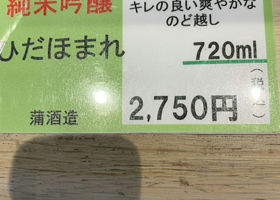 純米吟醸
キレの良い爽やかな
のど越し
ひだほまれ
720ml
2,750円
（税
蒲酒造